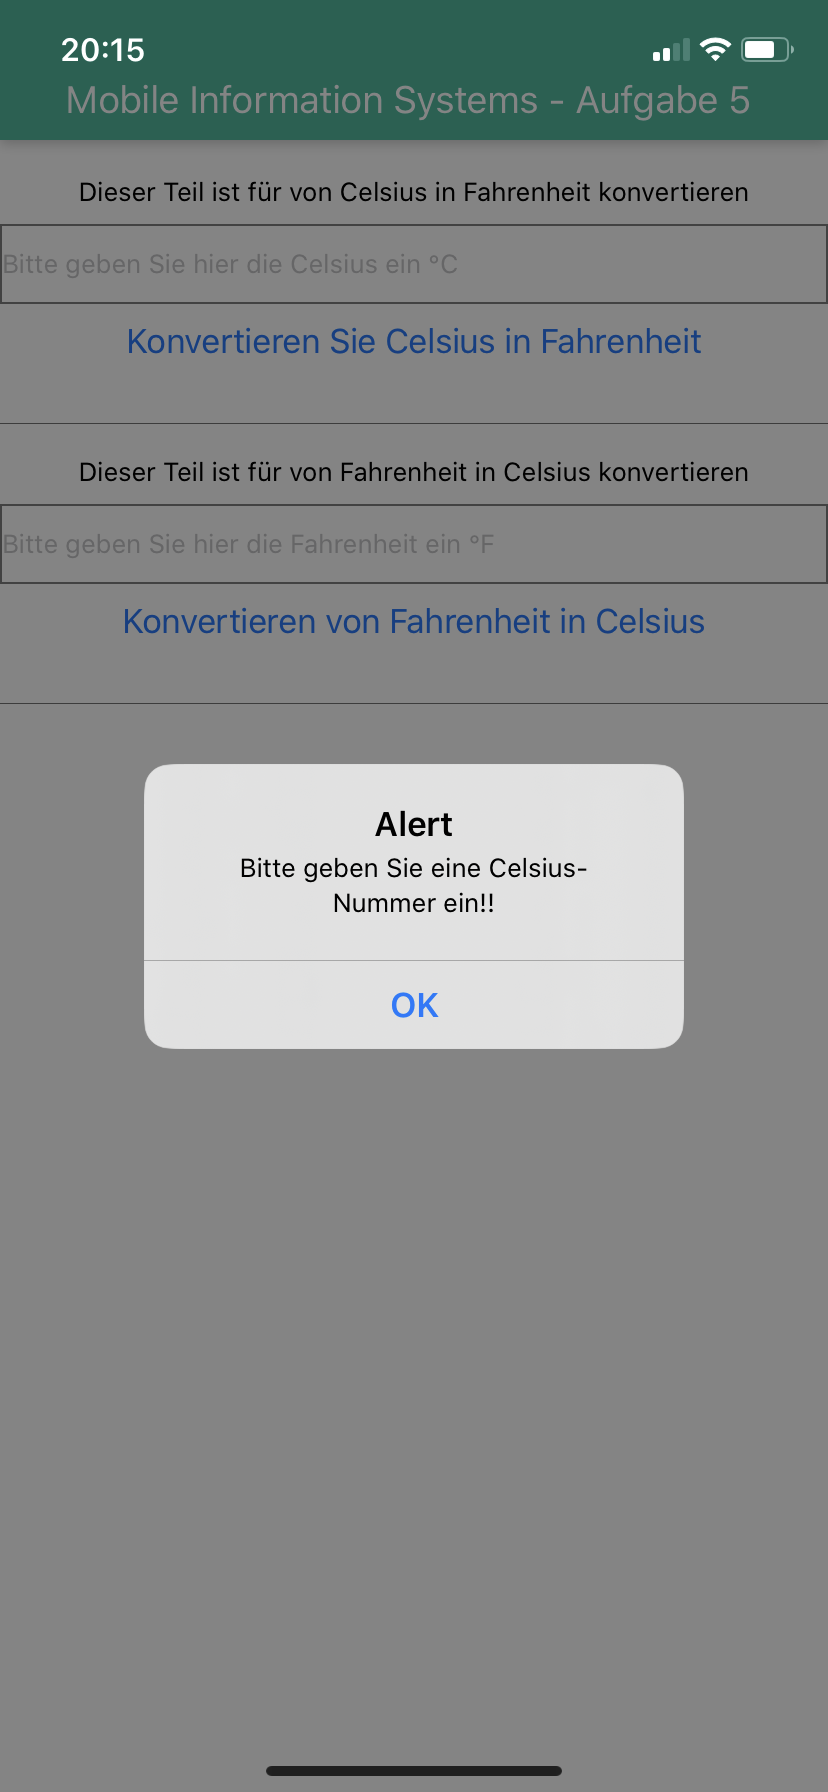 20:15
Mobile Information Systems - Aufgabe 5
Dieser Teil ist für von Celsius in Fahrenheit konvertieren
Bitte geben Sie hier die Celsius ein °C
Konvertieren Sie Celsius in Fahrenheit
Dieser Teil ist für von Fahrenheit in Celsius konvertieren
Bitte geben Sie hier die Fahrenheit ein °F
Konvertieren von Fahrenheit in Celsius
Alert
Bitte geben Sie eine Celsius-
Nummer ein!!
OK